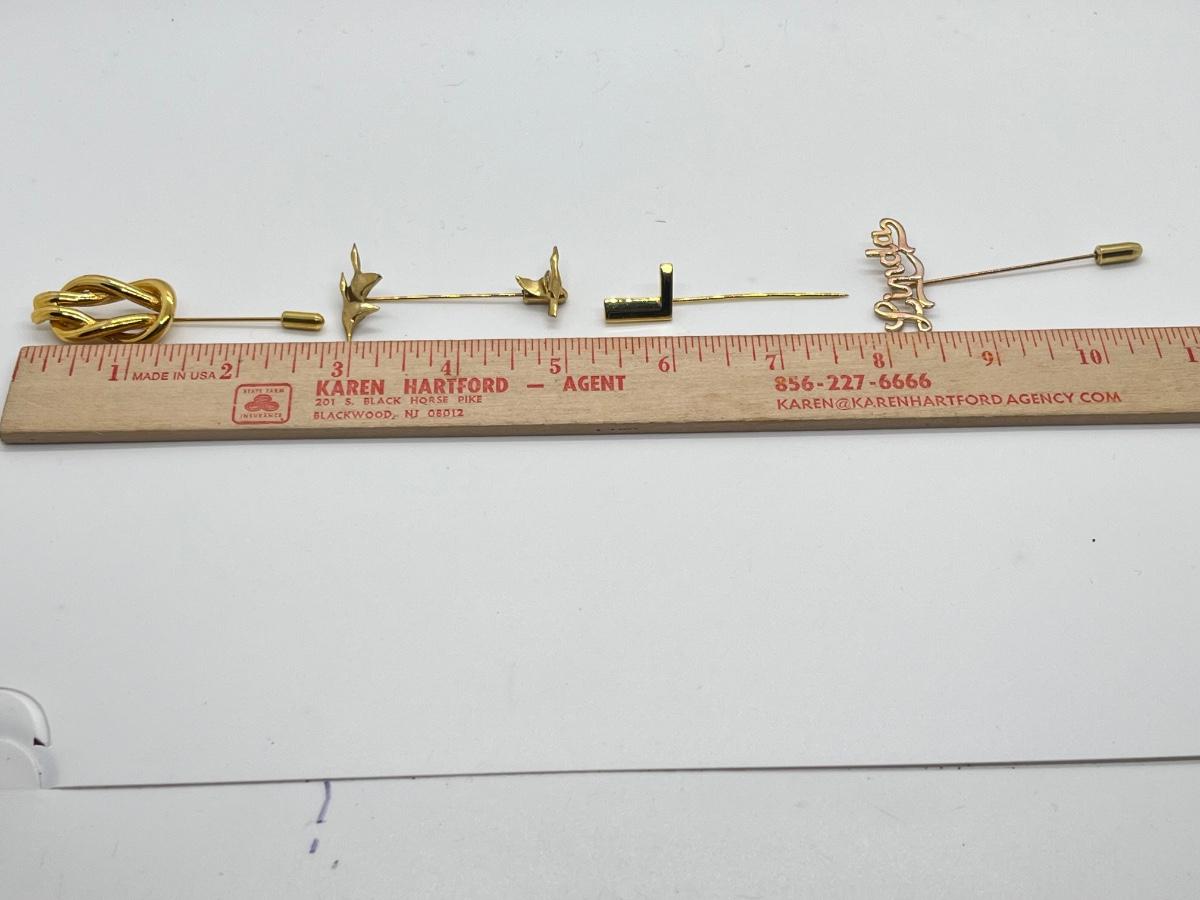 Linda
L
1 MADE IN USA 2 3 4 5 6 7 8 9 10 1
STATE FARM
INSURANCE
KAREN HARTFORD — AGENT
201 S. BLACK HORSE PIKE
BLACKWOOD, NJ 08012
856-227-6666
KAREN@KARENHARTFORDAGENCY.COM